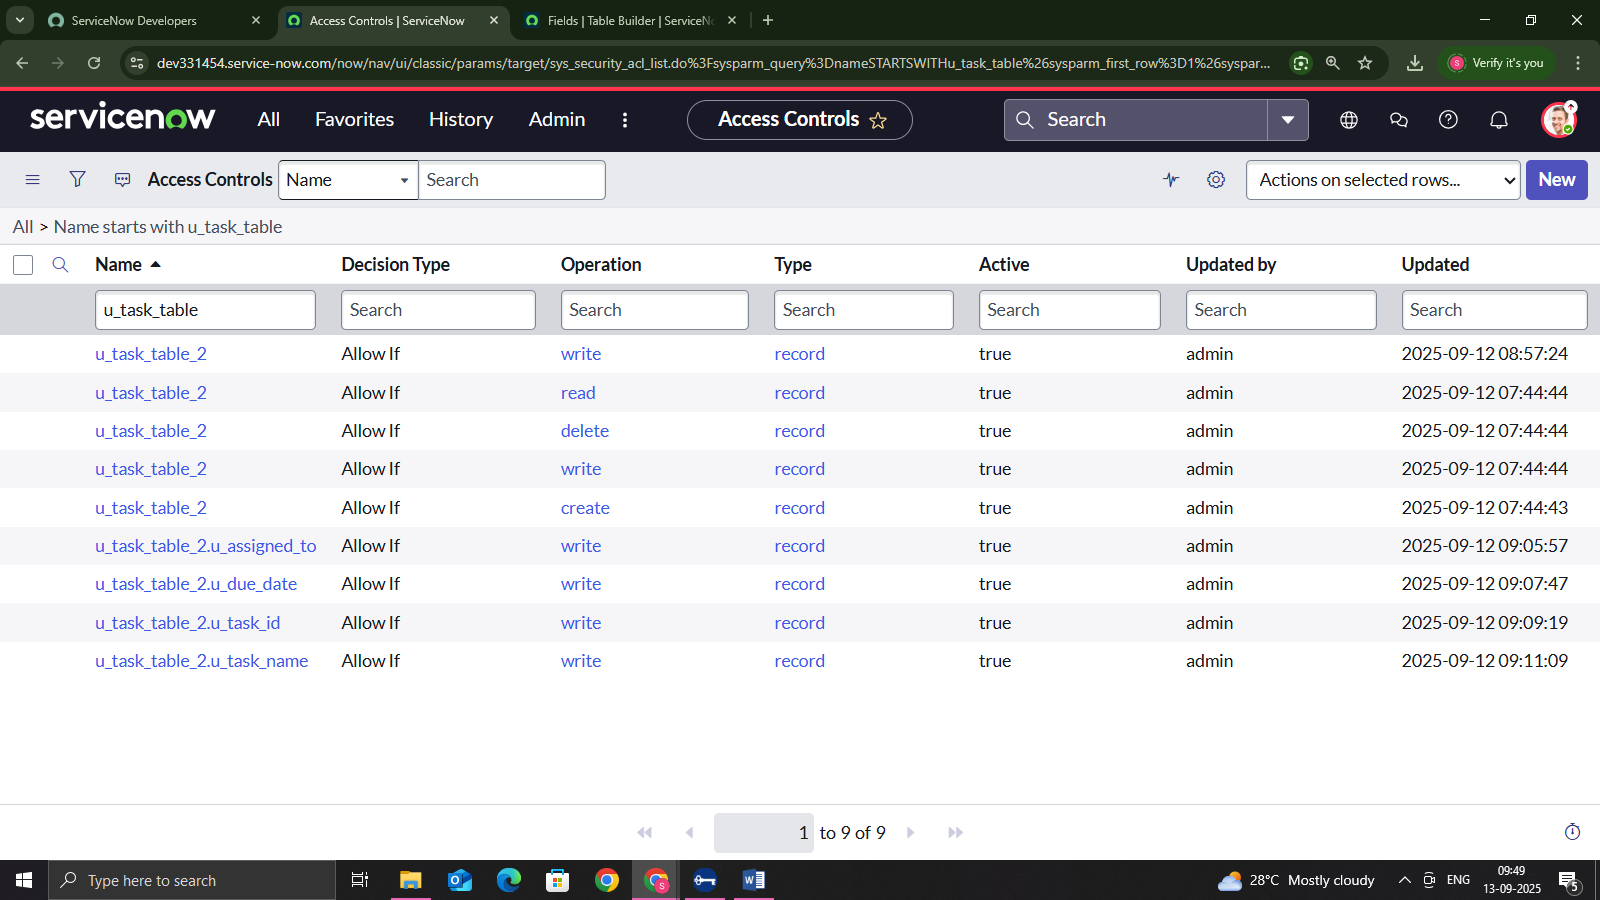 ServiceNow Developers
Access Controls | ServiceNow
Fields | Table Builder | ServiceN
dev331454.service-now.com/now/nav/ui/classic/params/target/sys_security_acl_list.do%3Fsysparm_query%3DnameSTARTSWITHu_task_table%26sysparm_first_row%3D1%26syspar...
S
Verify it's you
servicenow
All
Favorites
History
Admin
Access Controls
Search
Access Controls
Name
Search
Actions on selected rows...
New
All > Name starts with u_task_table
Name Decision Type Operation Type Active Updated by Updated
u_task_table Search Search Search Search Search Search
u_task_table_2 Allow If write record true admin 2025-09-12 08:57:24
u_task_table_2 Allow If read record true admin 2025-09-12 07:44:44
u_task_table_2 Allow If delete record true admin 2025-09-12 07:44:44
u_task_table_2 Allow If write record true admin 2025-09-12 07:44:44
u_task_table_2 Allow If create record true admin 2025-09-12 07:44:43
u_task_table_2.u_assigned_to Allow If write record true admin 2025-09-12 09:05:57
u_task_table_2.u_due_date Allow If write record true admin 2025-09-12 09:07:47
u_task_table_2.u_task_id Allow If write record true admin 2025-09-12 09:09:19
u_task_table_2.u_task_name Allow If write record true admin 2025-09-12 09:11:09
1 to 9 of 9
Type here to search
28°C Mostly cloudy
ENG
09:49
13-09-2025
5